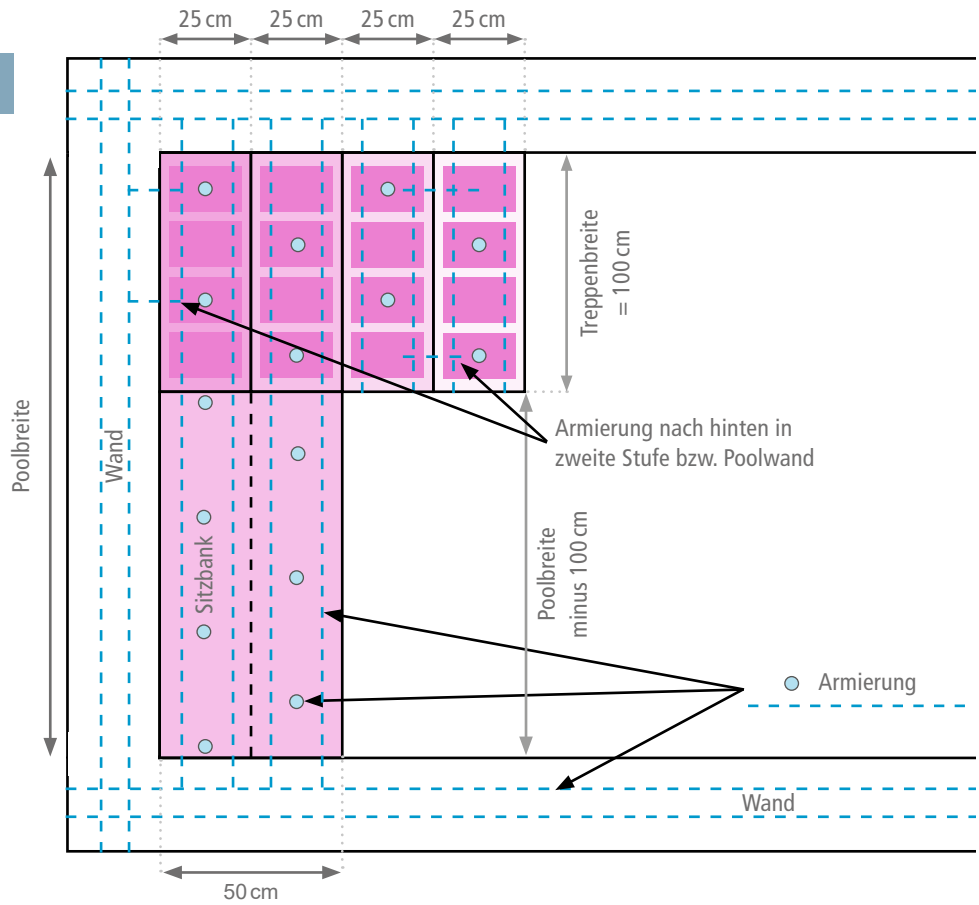 25 cm 25 cm 25 cm 25 cm
Treppenbreite
= 100 cm
Poolbreite
Wand
Armierung nach hinten in
zweite Stufe bzw. Poolwand
Sitzbank
Poolbreite
minus 100 cm
Armierung
Wand
50 cm